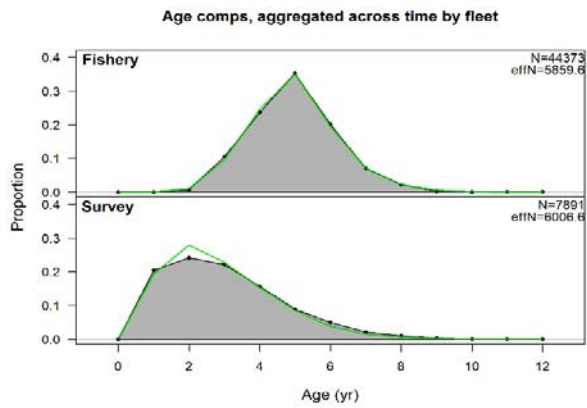 Age comps, aggregated across time by fleet
Fishery
N=44373
effN=5859.6
0.4
0.3
0.2
0.1
0.0
Survey
N=7891
effN=6006.6
0.4
0.3
0.2
0.1
0.0
Proportion
0 2 4 6 8 10 12
Age (yr)